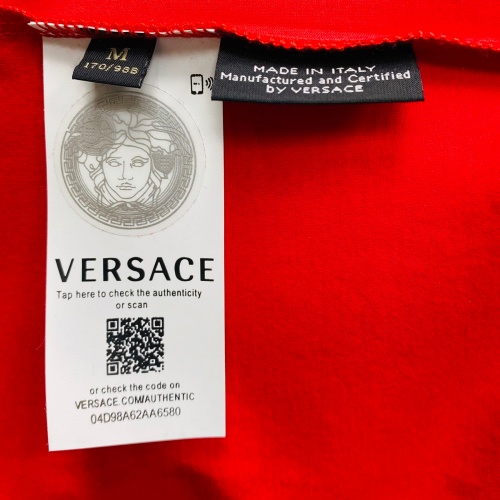 M
170/98B
MADE IN ITALY
Manufactured and Certified
by VERSACE
VERSACE
Tap here to check the authenticity
or scan
or check the code on
VERSACE.COM/AUTHENTIC
04D98A62AA6580